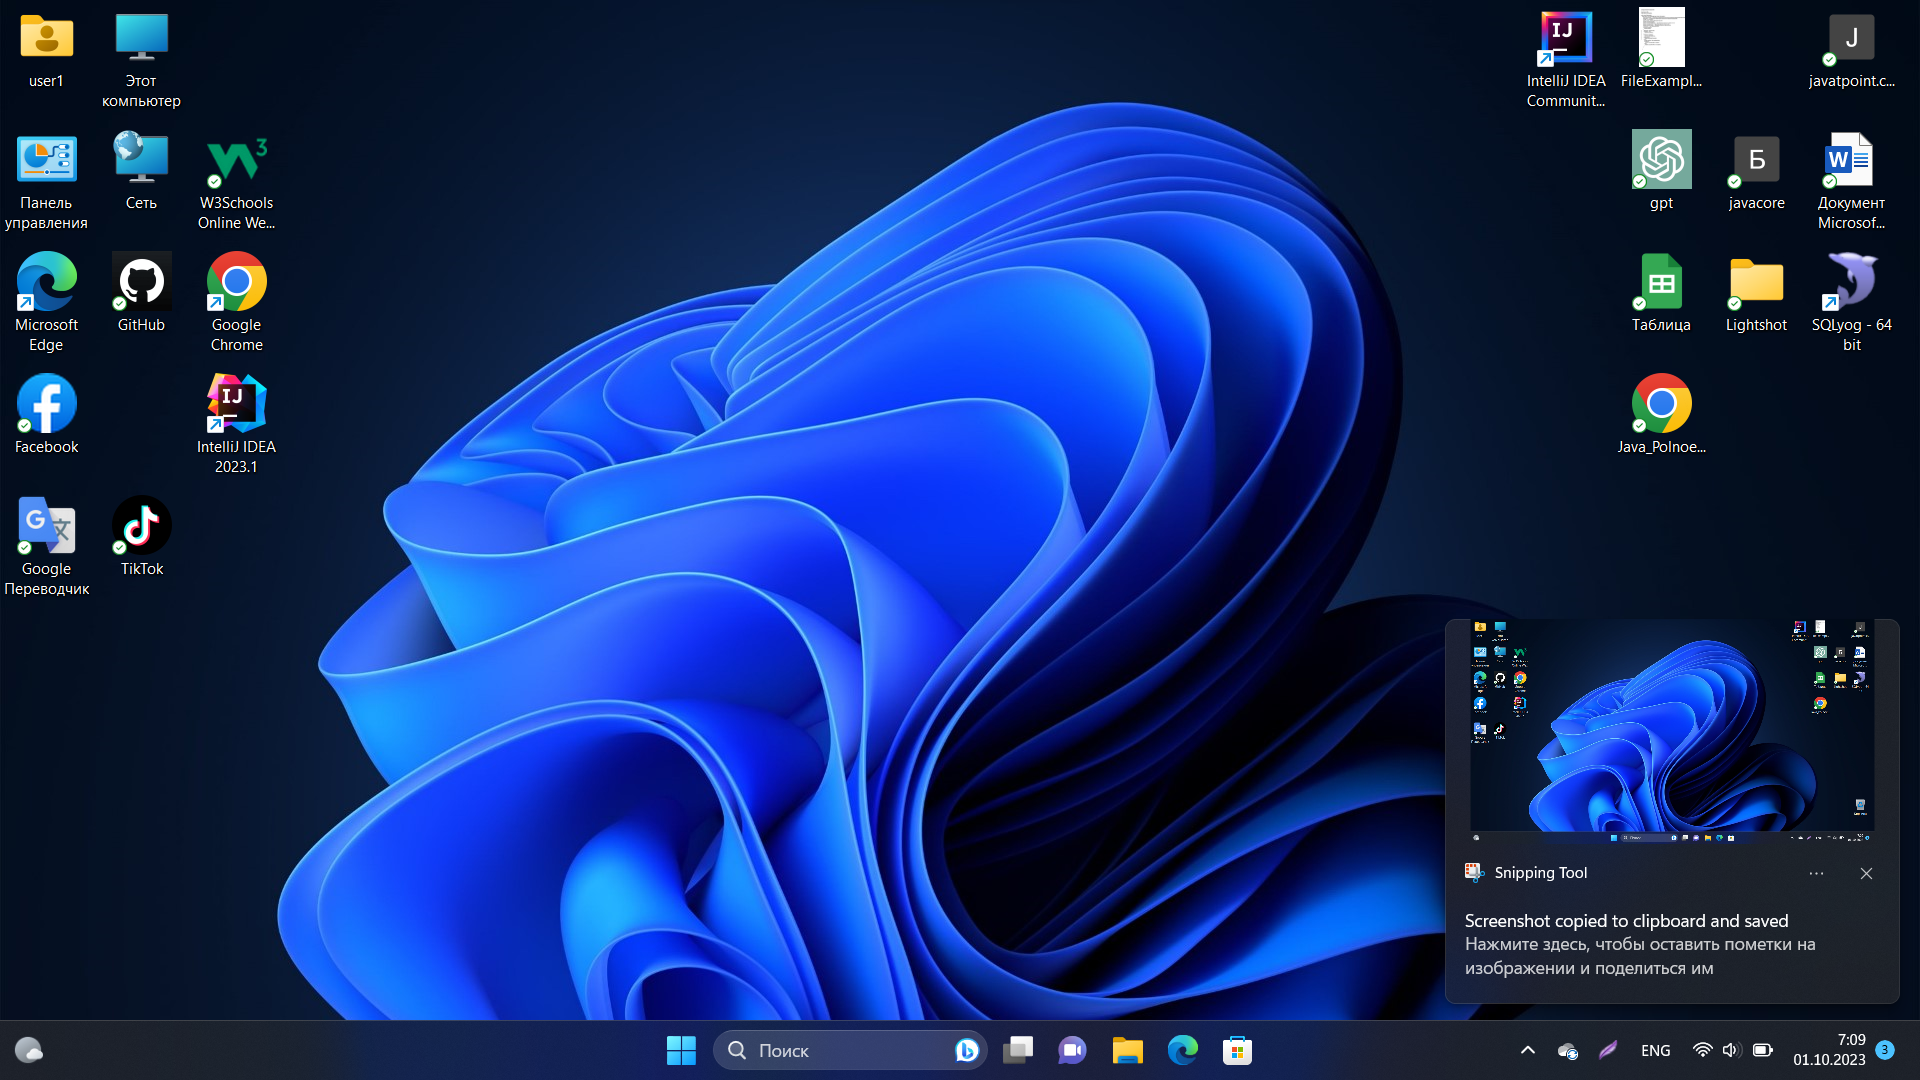 user1
Этот
компьютер
IntelliJ IDEA
Communit...
FileExampl...
J
javatpoint.c...
Панель
управления
Сеть
W3Schools
Online We...
gpt
Б
javacore
Документ
Microsof...
Microsoft
Edge
GitHub
Google
Chrome
Таблица
Lightshot
SQLyog - 64
bit
Facebook
IntelliJ IDEA
2023.1
Java_Polnoe...
Google
Переводчик
TikTok
Snipping Tool
Screenshot copied to clipboard and saved
Нажмите здесь, чтобы оставить пометки на
изображении и поделиться им
Поиск
ENG
7:09
01.10.2023
3